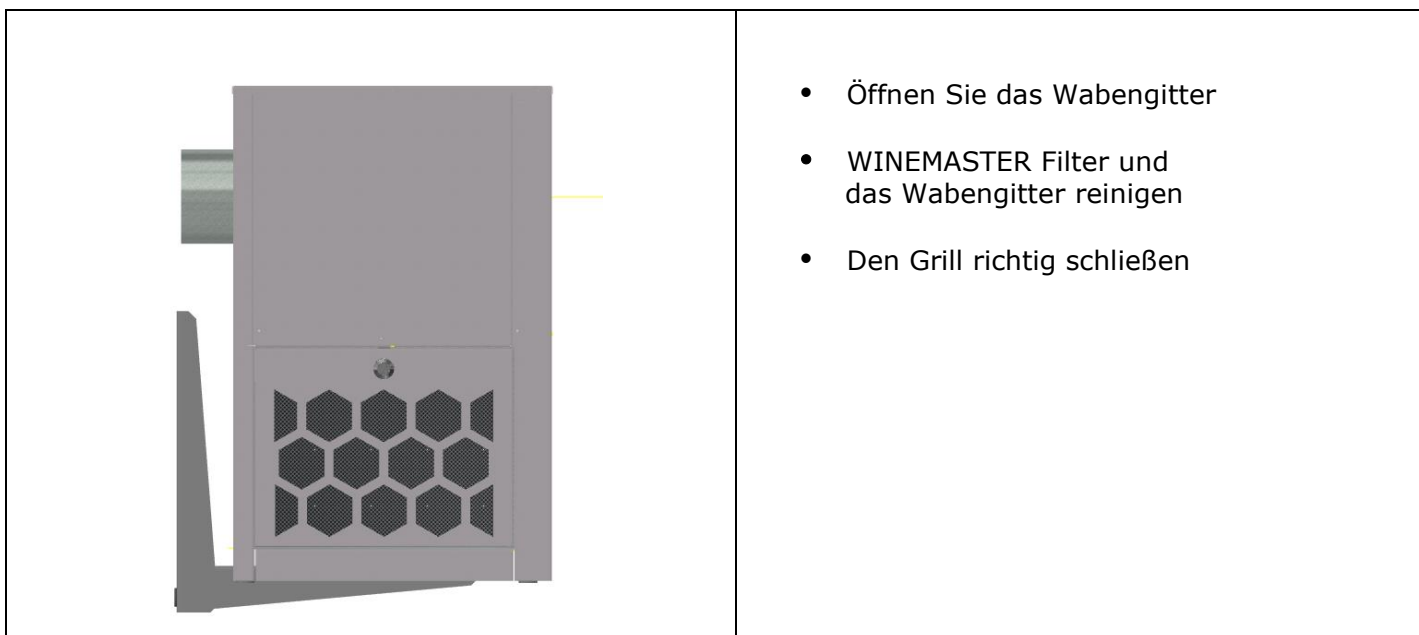 • Öffnen Sie das Wabengitter
• WINEMASTER Filter und
das Wabengitter reinigen
• Den Grill richtig schließen